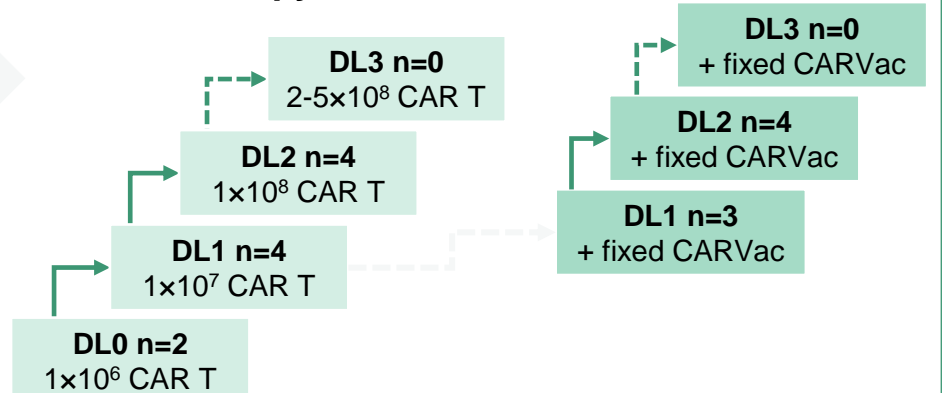 DL3 n=0
2-5×10⁸ CAR T
DL2 n=4
1×10⁸ CAR T
DL1 n=4
1×10⁷ CAR T
DL0 n=2
1×10⁶ CAR T
DL3 n=0
+ fixed CARVac
DL2 n=4
+ fixed CARVac
DL1 n=3
+ fixed CARVac